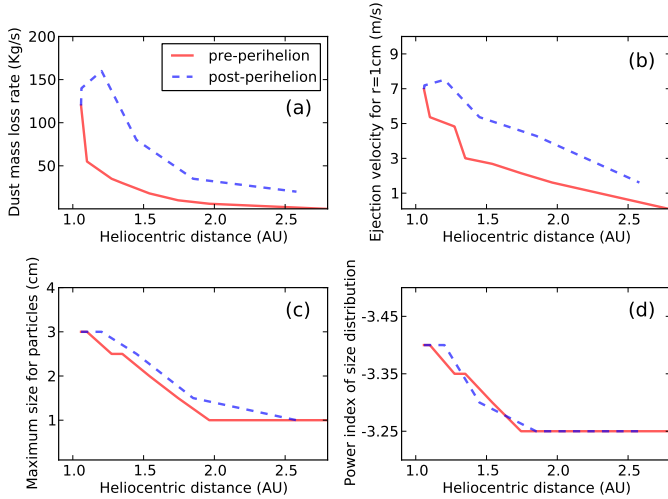 200
150
100
50
Dust mass loss rate (Kg/s)
pre-perihelion
post-perihelion
(a)
1.0 1.5 2.0 2.5
Heliocentric distance (AU)
9
7
5
3
1
Ejection velocity for r=1cm (m/s)
(b)
1.0 1.5 2.0 2.5
Heliocentric distance (AU)
4
3
2
1
Maximum size for particles (cm)
(c)
1.0 1.5 2.0 2.5
Heliocentric distance (AU)
-3.45
-3.35
-3.25
Power index of size distribution
(d)
1.0 1.5 2.0 2.5
Heliocentric distance (AU)